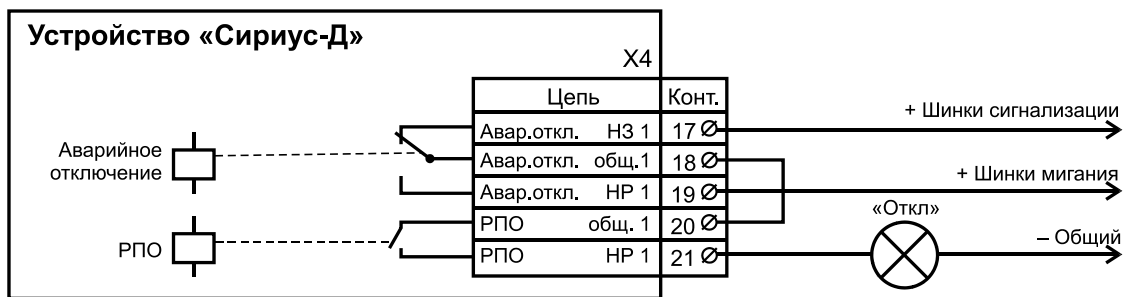 Устройство «Сириус-Д»
X4
Цепь Конт.
Авар.откл. НЗ 1 17
+ Шинки сигнализации
Аварийное
отключение
Авар.откл. общ.1 18
Авар.откл. НР 1 19
+ Шинки мигания
РПО общ. 1 20
«Откл»
РПО
РПО НР 1 21
– Общий